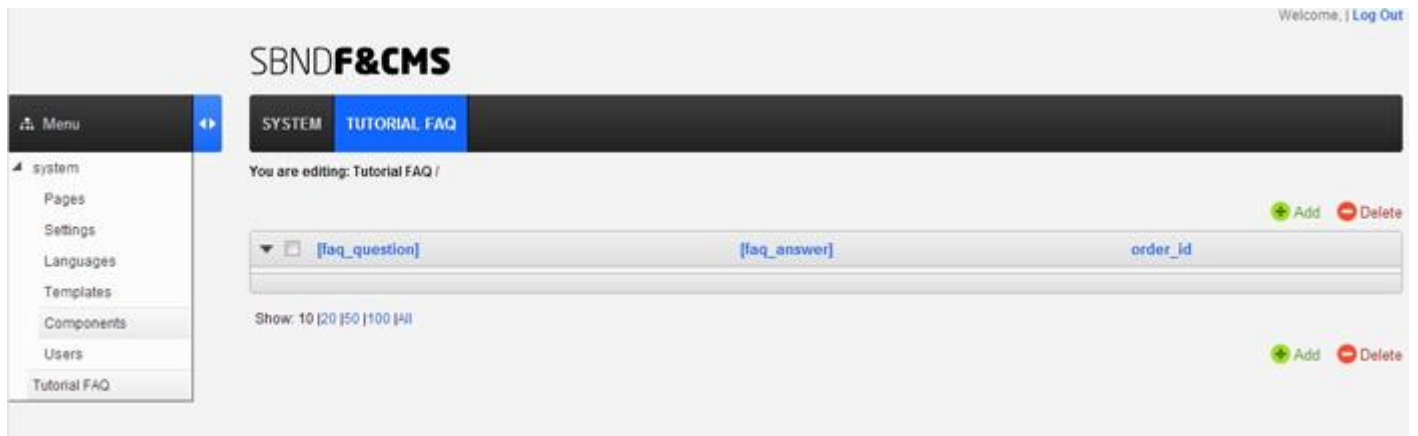 Welcome, | Log Out
SBNDF&CMS
Menu
SYSTEM TUTORIAL FAQ
system
Pages
Settings
Languages
Templates
Components
Users
Tutorial FAQ
You are editing: Tutorial FAQ /
Add Delete
[faq_question] [faq_answer] order_id
Show: 10 |20 |50 |100 |All
Add Delete